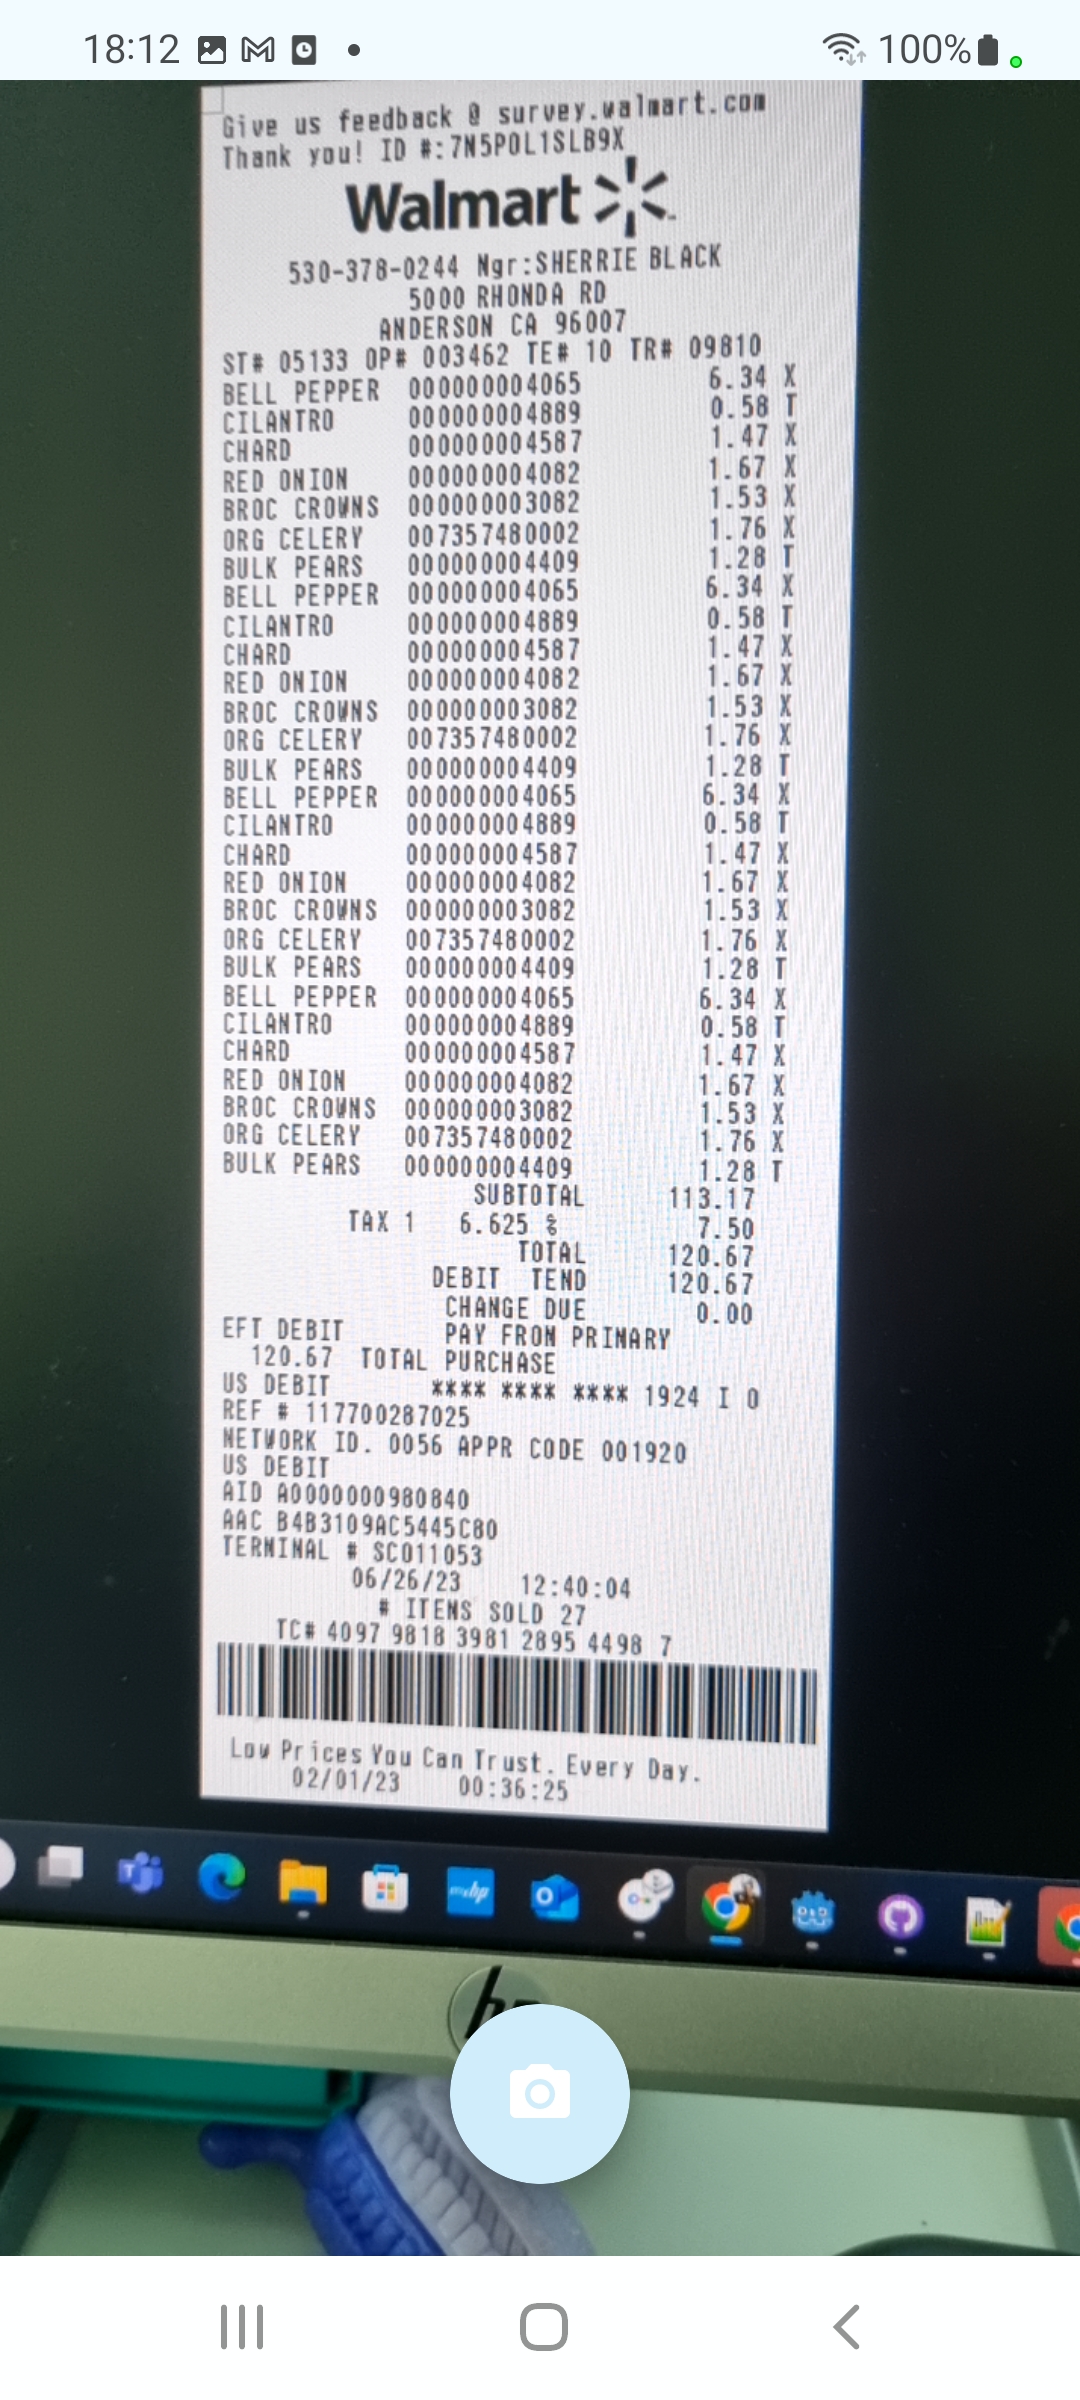 18:12
100%
Give us feedback @ survey.walmart.com
Thank you! ID #:7N5P0L1SLB9X
Walmart
530-378-0244 Ngr:SHERRIE BLACK
5000 RHONDA RD
ANDERSON CA 96007
ST# 05133 OP# 003462 TE# 10 TR# 09810
BELL PEPPER 000000004065 6.34 X
CILANTRO 000000004889 0.58 T
CHARD 000000004587 1.47 X
RED ONION 000000004082 1.67 X
BROC CROWNS 000000003082 1.53 X
ORG CELERY 007357480002 1.76 X
BULK PEARS 000000004409 1.28 T
BELL PEPPER 000000004065 6.34 X
CILANTRO 000000004889 0.58 T
CHARD 000000004587 1.47 X
RED ONION 000000004082 1.67 X
BROC CROWNS 000000003082 1.53 X
ORG CELERY 007357480002 1.76 X
BULK PEARS 000000004409 1.28 T
BELL PEPPER 000000004065 6.34 X
CILANTRO 000000004889 0.58 T
CHARD 000000004587 1.47 X
RED ONION 000000004082 1.67 X
BROC CROWNS 000000003082 1.53 X
ORG CELERY 007357480002 1.76 X
BULK PEARS 000000004409 1.28 T
BELL PEPPER 000000004065 6.34 X
CILANTRO 000000004889 0.58 T
CHARD 000000004587 1.47 X
RED ONION 000000004082 1.67 X
BROC CROWNS 000000003082 1.53 X
ORG CELERY 007357480002 1.76 X
BULK PEARS 000000004409 1.28 T
SUBTOTAL 113.17
TAX 1 6.625 % 7.50
TOTAL 120.67
DEBIT TEND 120.67
CHANGE DUE 0.00
EFT DEBIT PAY FROM PRIMARY
120.67 TOTAL PURCHASE
US DEBIT **** **** **** 1924 I 0
REF # 117700287025
NETWORK ID. 0056 APPR CODE 001920
US DEBIT
AID A0000000980840
AAC B4B3109AC5445C80
TERMINAL # SC011053
06/26/23 12:40:04
# ITEMS SOLD 27
TC# 4097 9818 3981 2895 4498 7
Low Prices You Can Trust. Every Day.
02/01/23 00:36:25
hp